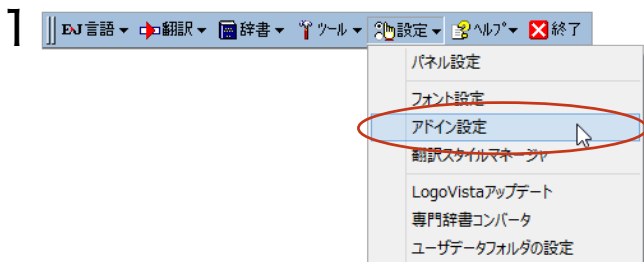 1
EJ 言語 ▼ 翻訳 ▼ 辞書 ▼ ツール ▼ 設定 ▼ ヘルプ ▼ 終了
パネル設定
フォント設定
アドイン設定
翻訳スタイルマネージャ
LogoVistaアップデート
専門辞書コンバータ
ユーザデータフォルダの設定